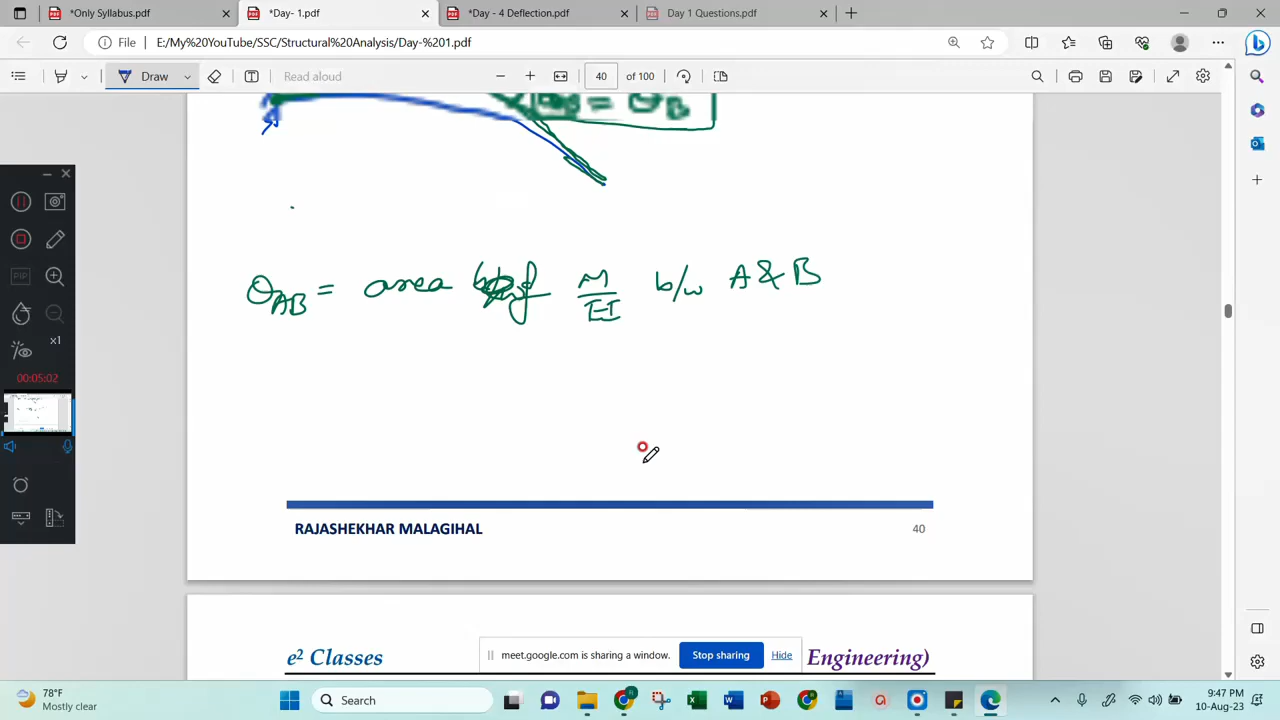 *Only Syllabus.pdf
*Day- 1.pdf
*Day - 4 Deflection.pdf
Day 1 Questions.pdf
File E:/My%20YouTube/SSC/Structural%20Analysis/Day-%201.pdf
Draw
Read aloud
40 of 100
= θB
θAB = area of M/EI b/w A & B
PIP
x1
00:05:02
RAJASHEKHAR MALAGIHAL 40
e² Classes
meet.google.com is sharing a window. Stop sharing Hide
Engineering)
78°F
Mostly clear
Search
9:47 PM
10-Aug-23